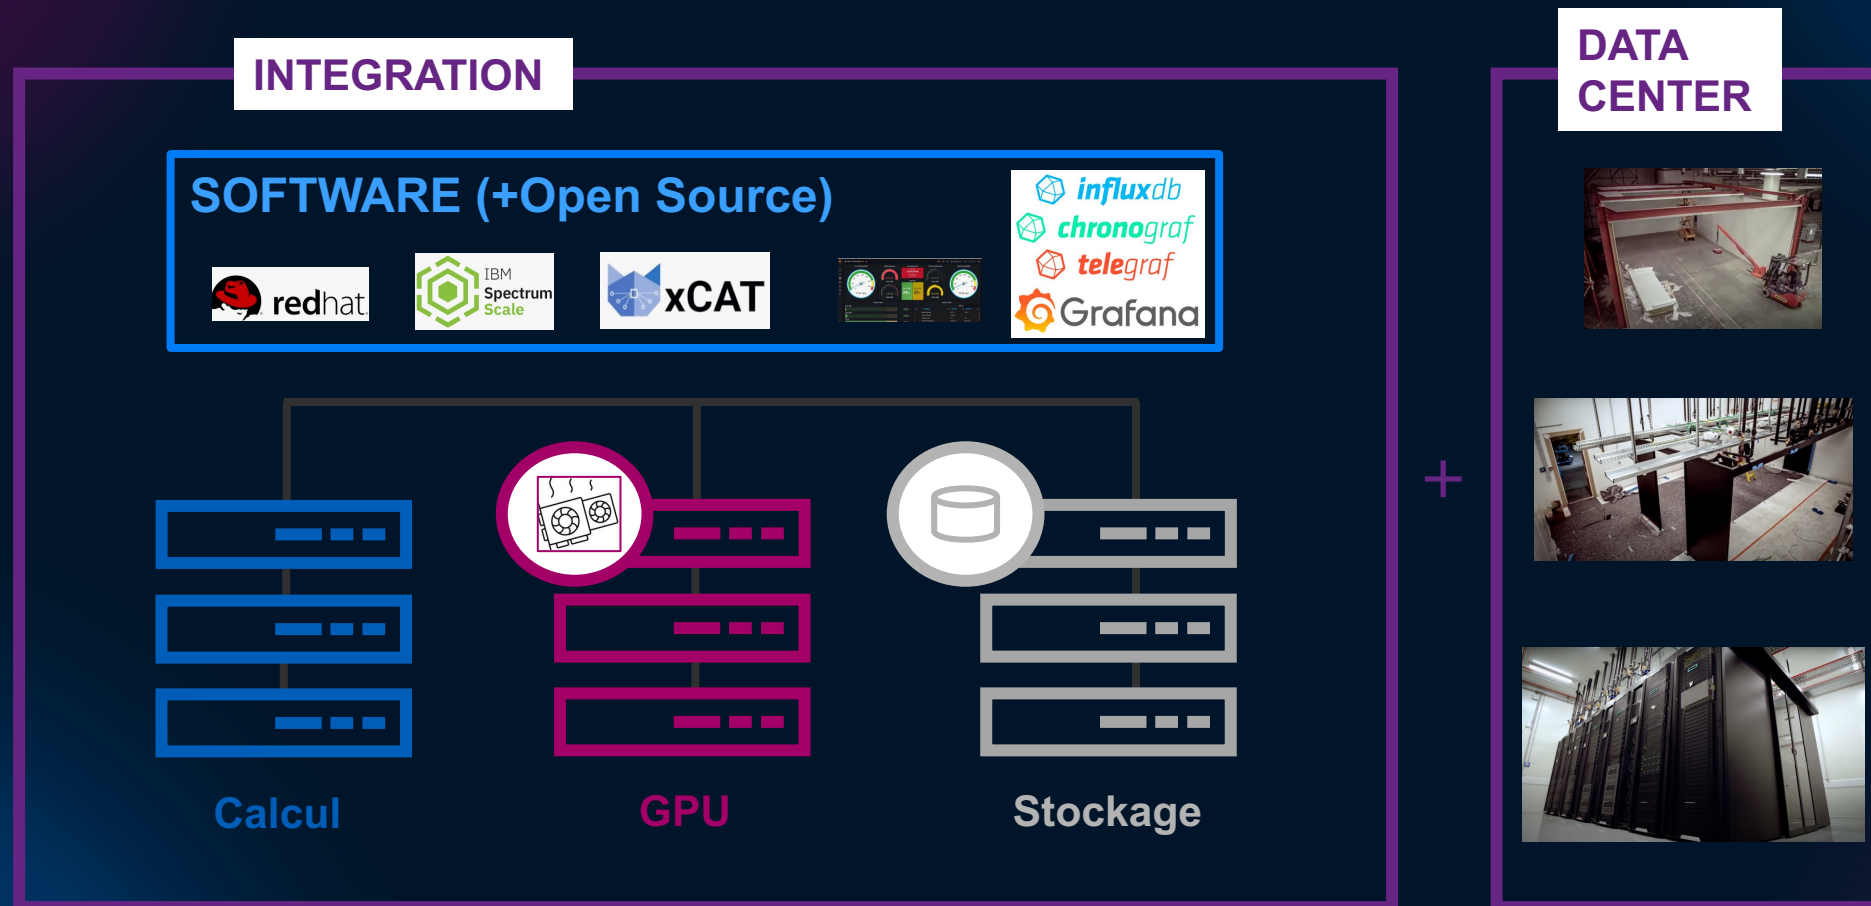 INTEGRATION
DATA
CENTER
SOFTWARE (+Open Source)
redhat.
IBM
Spectrum
Scale
xCAT
influxdb
chronograf
telegraf
Grafana
+
Calcul
GPU
Stockage